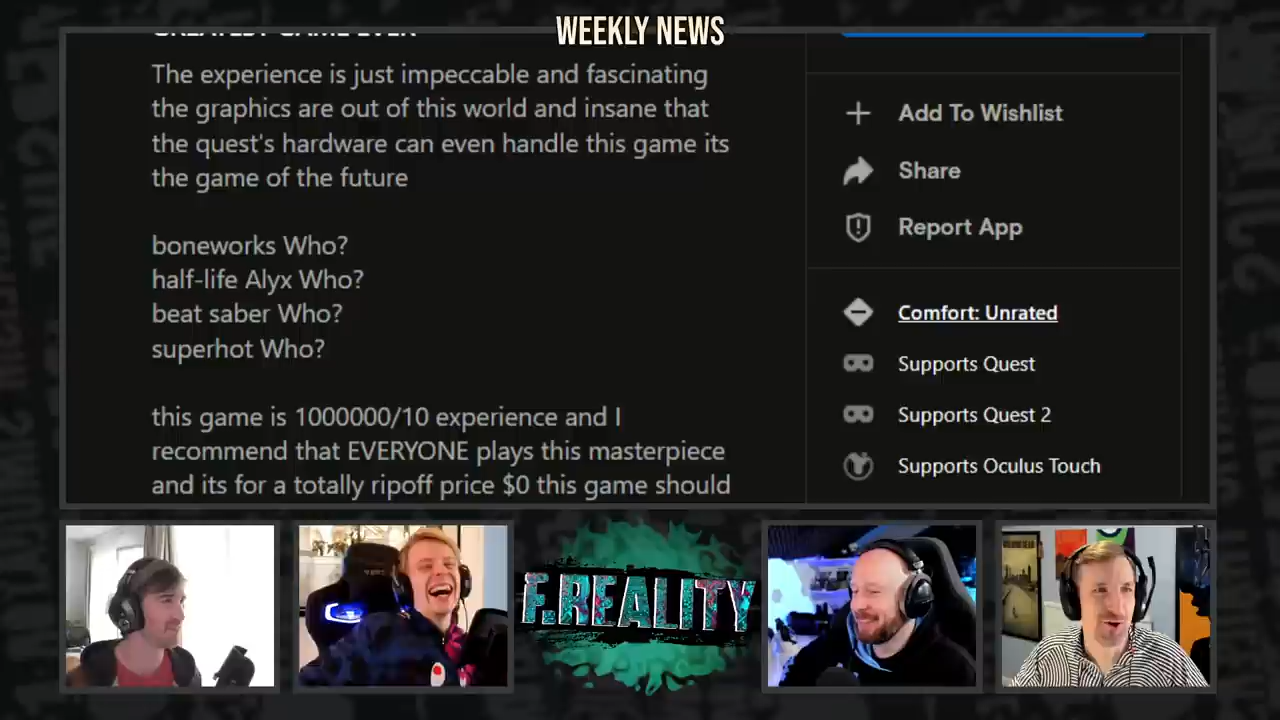 WEEKLY NEWS
GREATEST GAME EVER
The experience is just impeccable and fascinating
the graphics are out of this world and insane that
the quest's hardware can even handle this game its
the game of the future
boneworks Who?
half-life Alyx Who?
beat saber Who?
superhot Who?
this game is 1000000/10 experience and I
recommend that EVERYONE plays this masterpiece
and its for a totally ripoff price $0 this game should
Add To Wishlist
Share
Report App
Comfort: Unrated
Supports Quest
Supports Quest 2
Supports Oculus Touch
F.REALITY